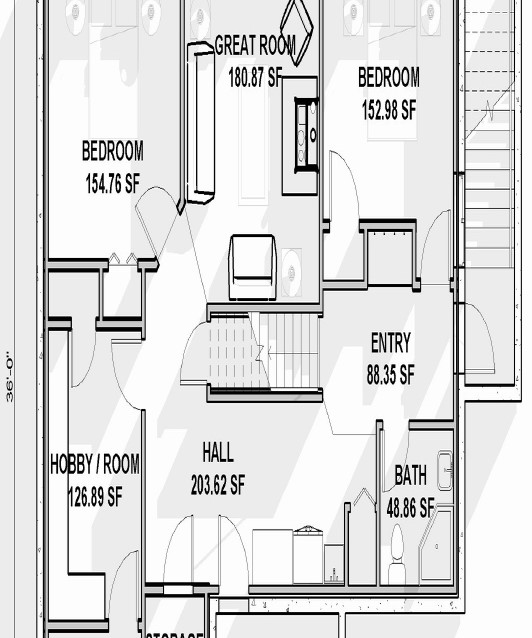 GREAT ROOM
180.87 SF
BEDROOM
152.98 SF
BEDROOM
154.76 SF
36'-0"
ENTRY
88.35 SF
HALL
203.62 SF
HOBBY / ROOM
126.89 SF
BATH
48.86 SF
STORAGE